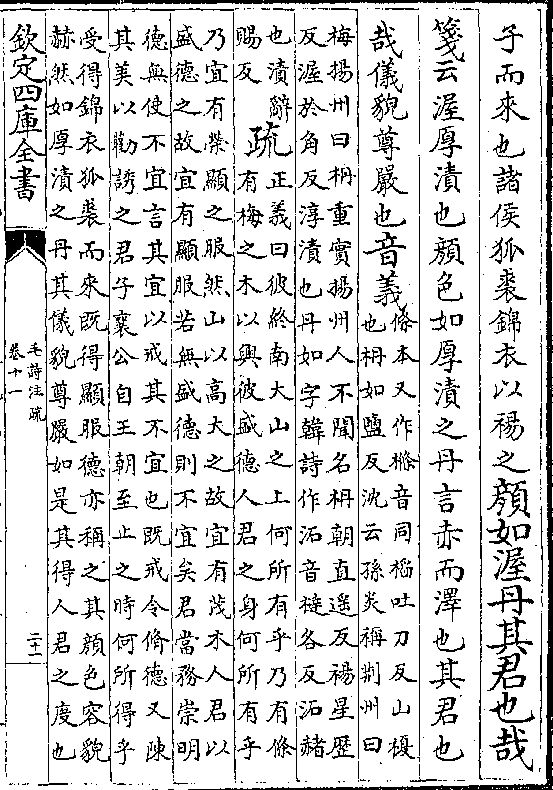 子而來也諸侯狐裘錦衣以裼之顔如渥丹其君也哉
箋云渥厚漬也顔色如厚漬之丹言赤而澤也其君也
哉儀貌尊嚴也音義
條本又作樤音同槄吐刀反山榎
也枏如鹽反沈云孫炎稱荆州曰
梅揚州曰枏重實揚州人不聞名枏朝直遥反裼星歴
反渥於角反淳漬也丹如字韓詩作沰音撻各反沰赭
也漬辭
賜反
疏
正義曰彼終南大山之上何所有乎乃有條
有梅之木以興彼盛德人君之身何所有乎
乃宜有榮顯之服然山以高大之故宜有茂木人君以
盛德之故宜有顯服若無盛德則不宜矣君當務崇明
德無使不宜言其宜以戒其不宜也既戒令脩德又陳
其美以勸誘之君子襄公自王朝至止之時何所得乎
受得錦衣狐裘而來既得顯服德亦稱之其顔色容貌
赫然如厚漬之丹其儀貌尊嚴如是其得人君之度也
欽定四庫全書
毛詩注疏
卷十一
二十一